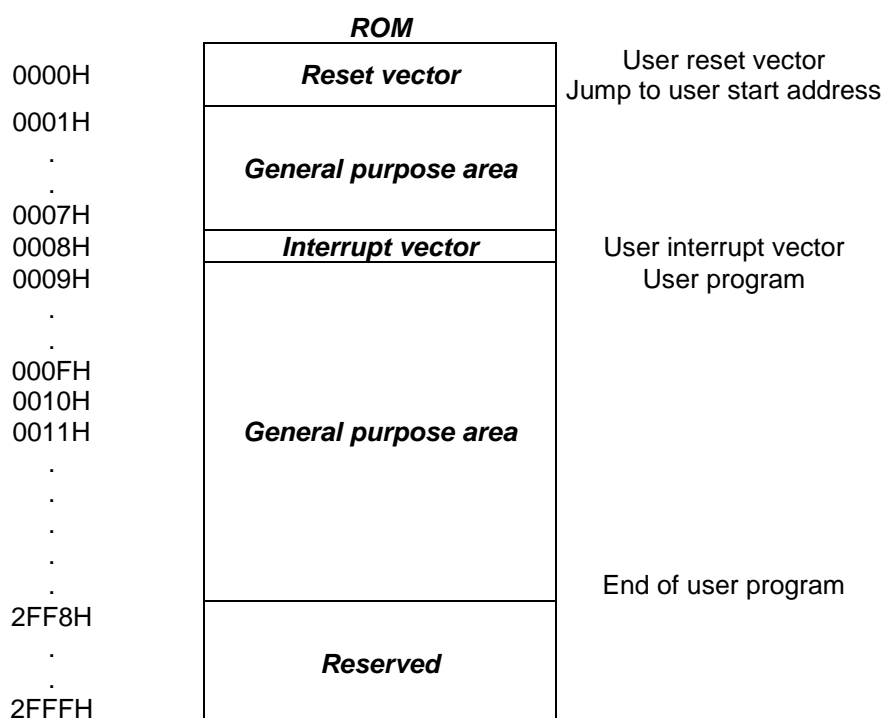 ROM
0000H Reset vector User reset vector
Jump to user start address
0001H
.
General purpose area
.
0007H
0008H Interrupt vector User interrupt vector
0009H User program
.
.
000FH
0010H
0011H General purpose area
.
.
.
.
. End of user program
2FF8H
.
Reserved
.
2FFFH